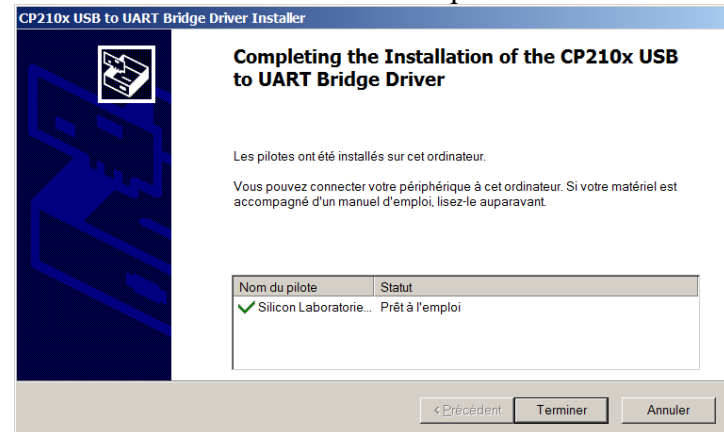 CP210x USB to UART Bridge Driver Installer
Completing the Installation of the CP210x USB
to UART Bridge Driver
Les pilotes ont été installés sur cet ordinateur.
Vous pouvez connecter votre périphérique à cet ordinateur. Si votre matériel est
accompagné d'un manuel d'emploi, lisez-le auparavant.
Nom du pilote Statut
Silicon Laboratorie... Prêt à l'emploi
< Précédent Terminer Annuler